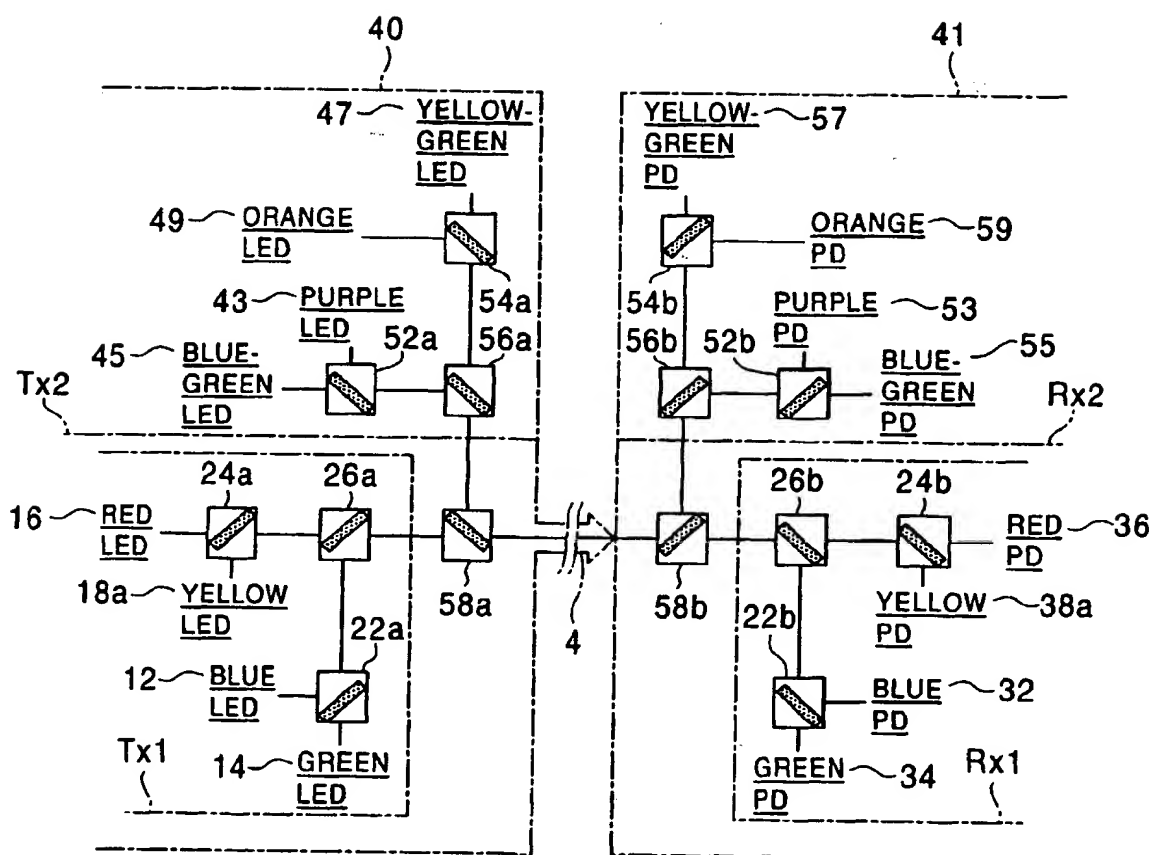 40
41
47
YELLOW-
GREEN
LED
YELLOW-
GREEN
PD
57
49
ORANGE
LED
ORANGE
PD
59
54a
54b
43
PURPLE
LED
PURPLE
PD
53
52a
56a
56b
52b
45
BLUE-
GREEN
LED
BLUE-
GREEN
PD
55
Tx2
Rx2
24a
26a
26b
24b
16
RED
LED
RED
PD
36
18a
YELLOW
LED
58a
4
58b
YELLOW
PD
38a
22a
22b
12
BLUE
LED
BLUE
PD
32
Tx1
14
GREEN
LED
GREEN
PD
34
Rx1